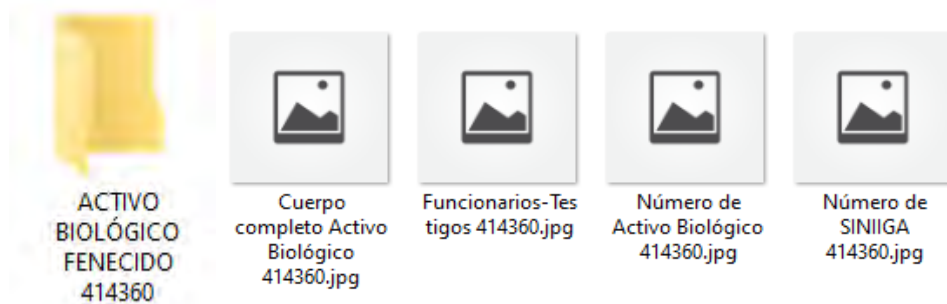 ACTIVO
BIOLÓGICO
FENECIDO
414360
Cuerpo
completo Activo
Biológico
414360.jpg
Funcionarios-Tes
tigos 414360.jpg
Número de
Activo Biológico
414360.jpg
Número de
SINIIGA
414360.jpg